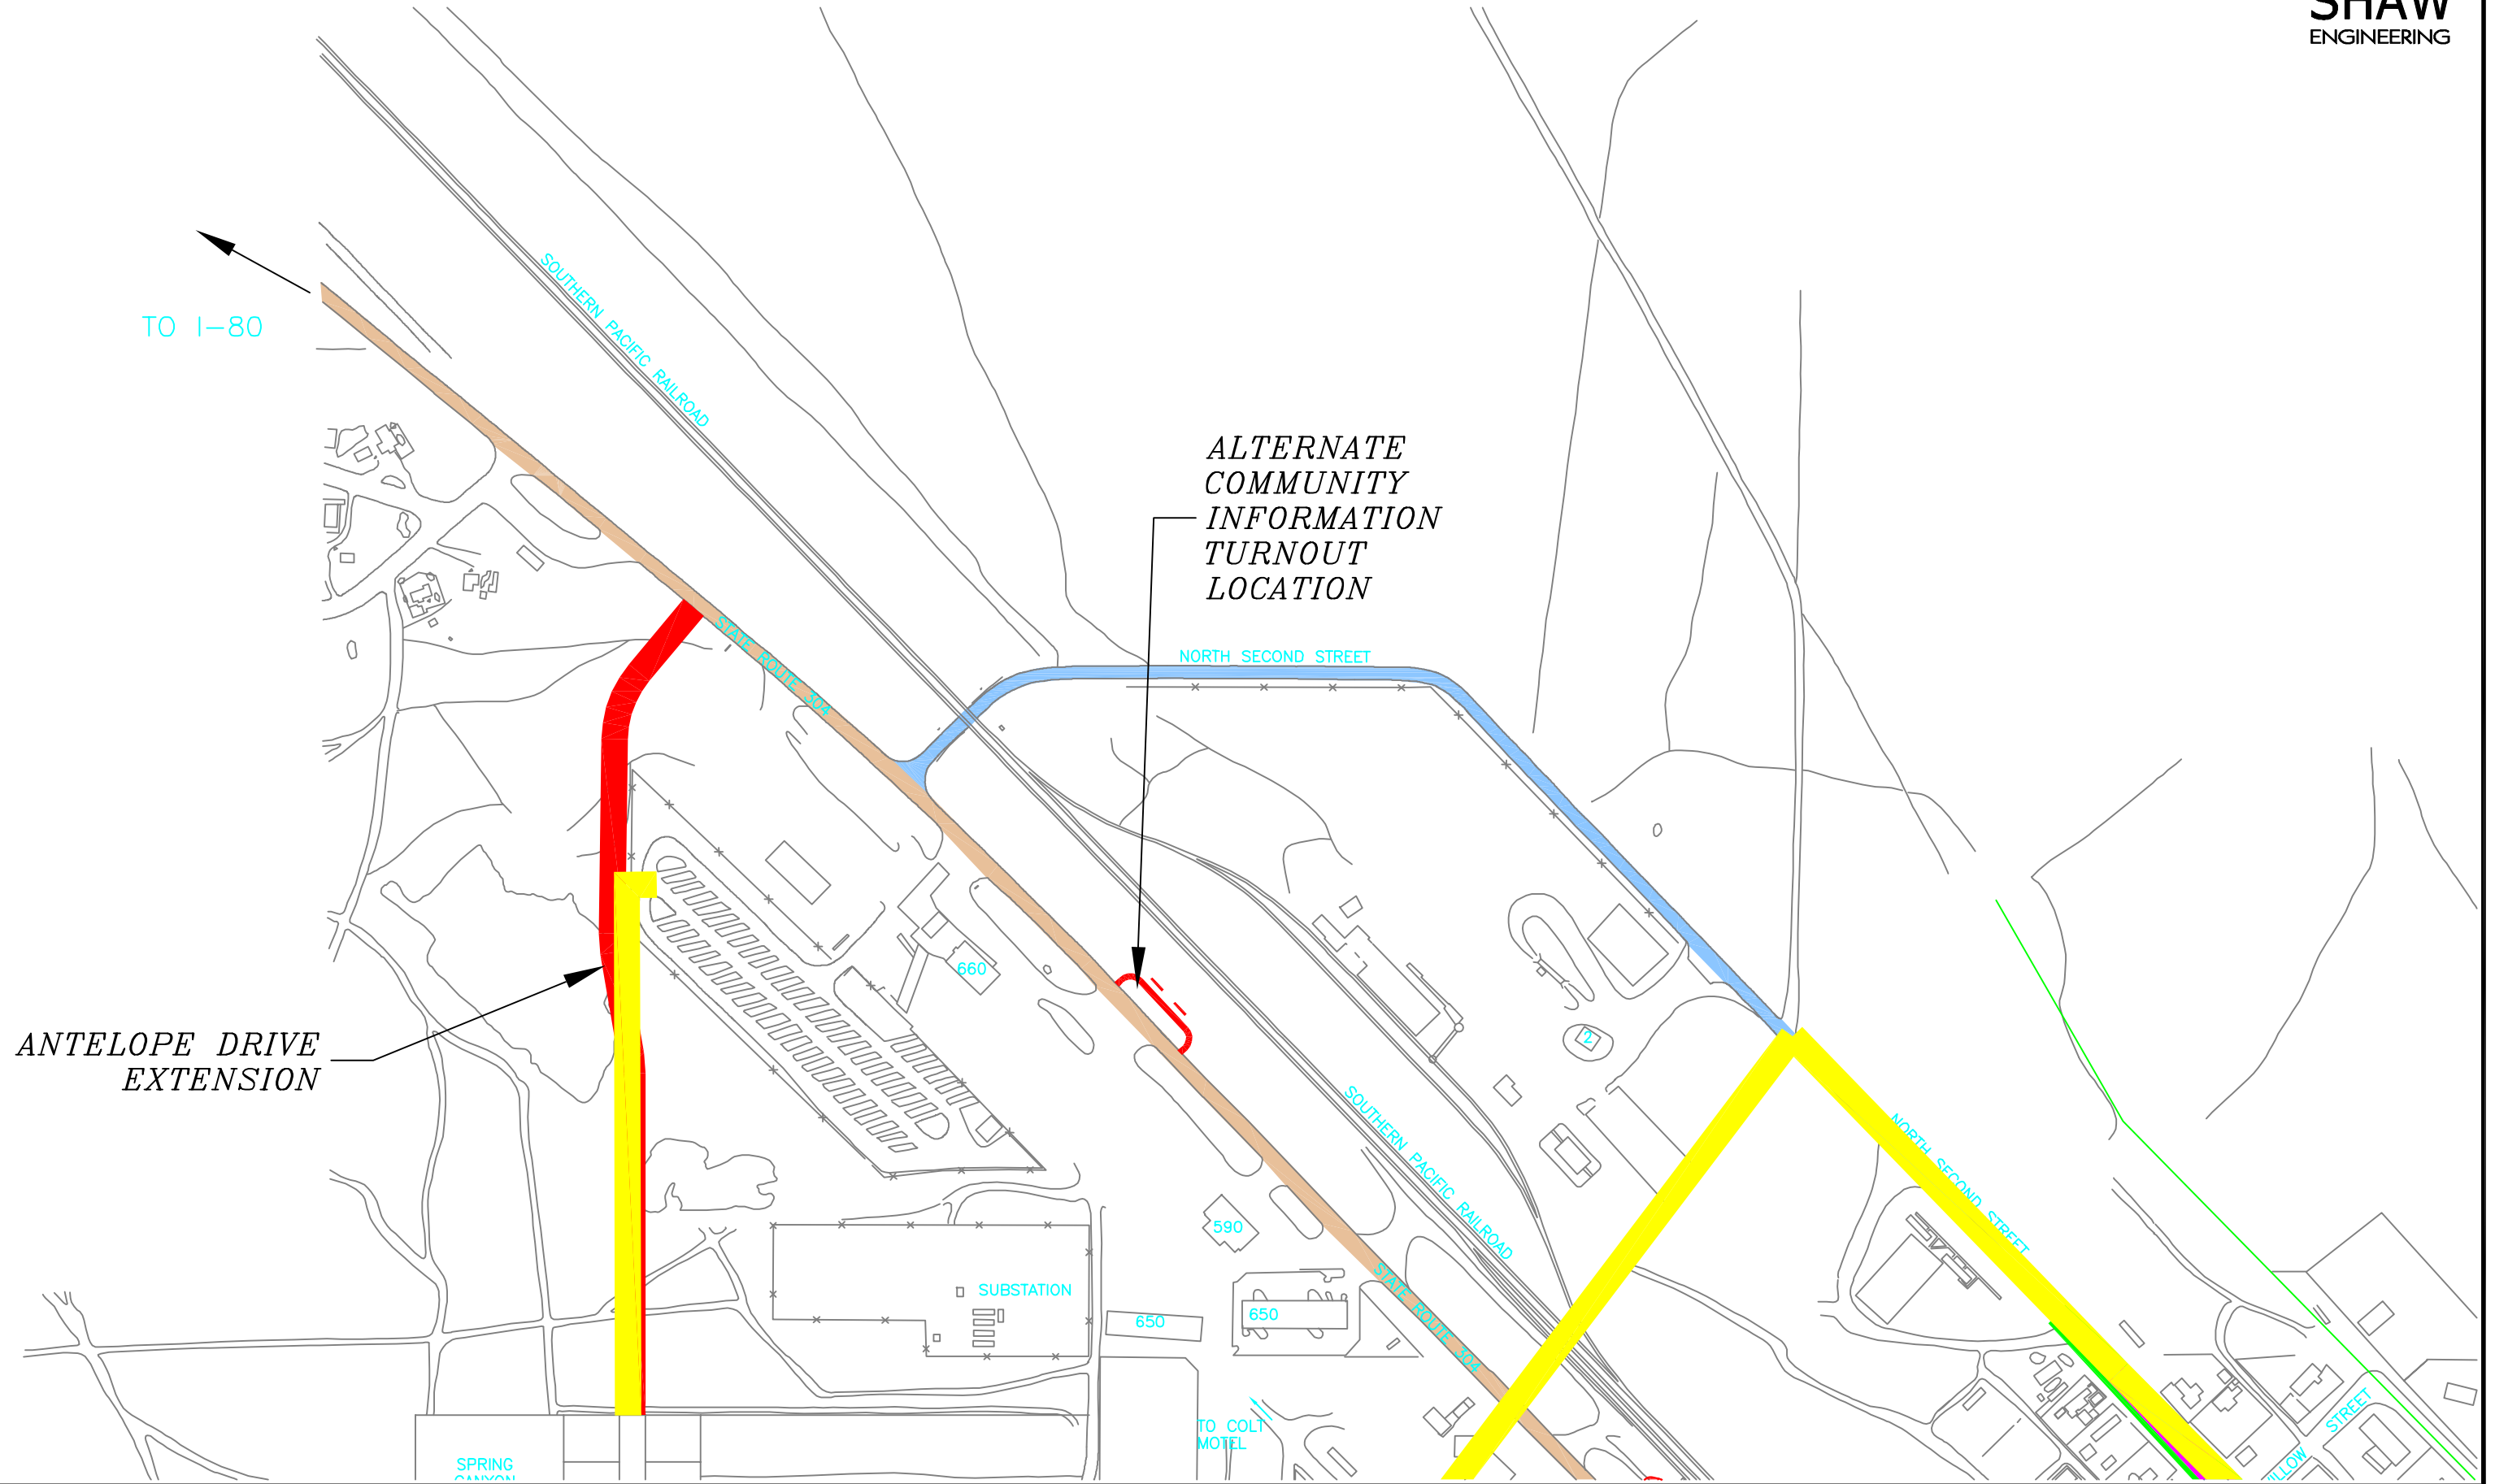 SHAW
ENGINEERING
SOUTHERN PACIFIC RAILROAD
TO I-80
ALTERNATE
COMMUNITY
INFORMATION
TURNOUT
LOCATION
STATE ROUTE 304
NORTH SECOND STREET
660
2
ANTELOPE DRIVE
EXTENSION
SOUTHERN PACIFIC RAILROAD
NORTH SECOND STREET
590
SUBSTATION
650
650
STATE ROUTE 304
TO COLT
MOTEL
SPRING
CANYON
STREET